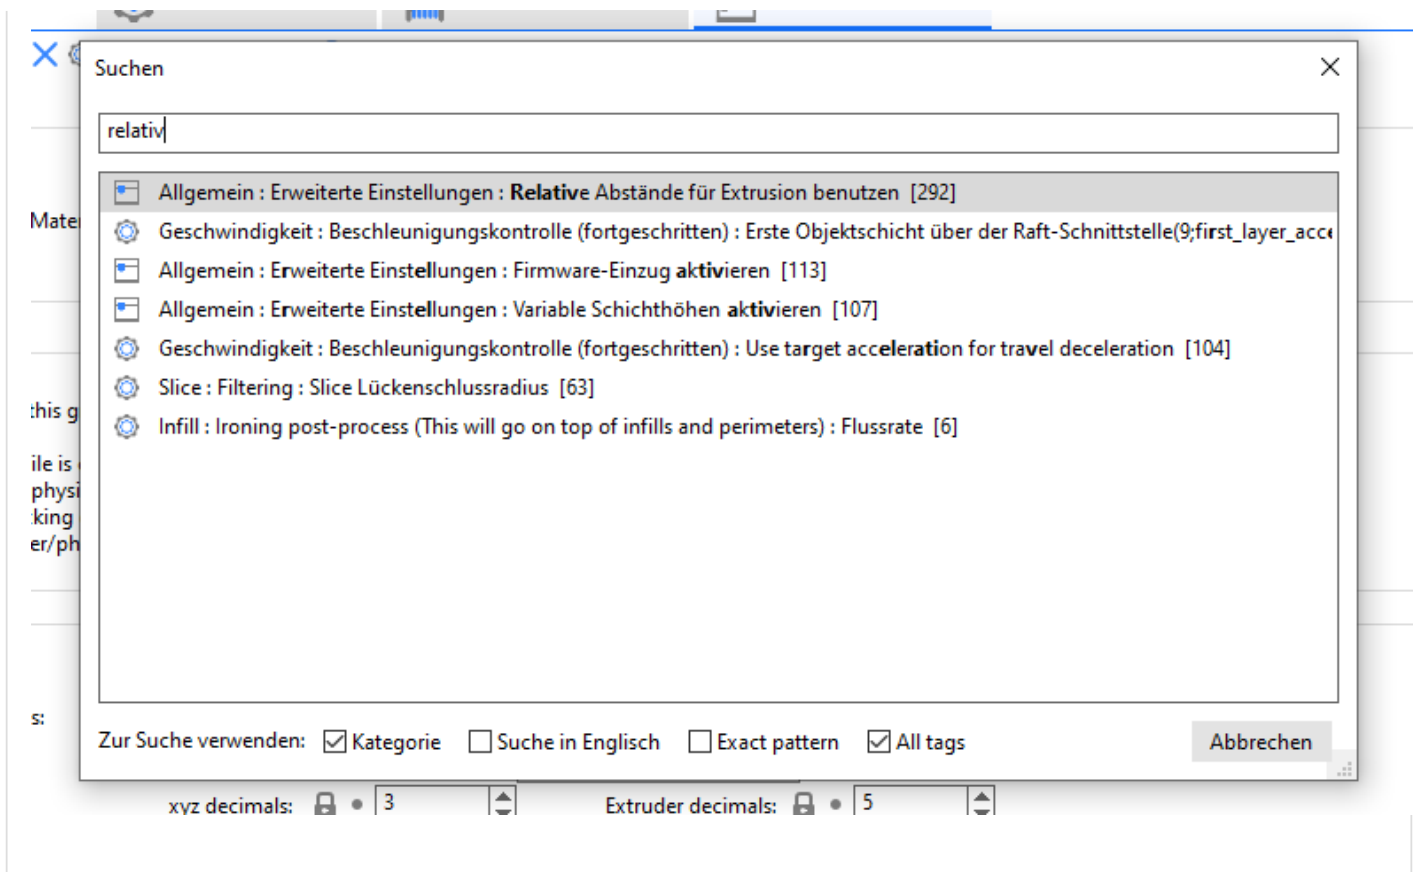 Suchen
relativ
Allgemein : Erweiterte Einstellungen : Relative Abstände für Extrusion benutzen [292]
Geschwindigkeit : Beschleunigungskontrolle (fortgeschritten) : Erste Objektschicht über der Raft-Schnittstelle(9;first_layer_acce
Mater
Allgemein : Erweiterte Einstellungen : Firmware-Einzug aktivieren [113]
Allgemein : Erweiterte Einstellungen : Variable Schichthöhen aktivieren [107]
Geschwindigkeit : Beschleunigungskontrolle (fortgeschritten) : Use target acceleration for travel deceleration [104]
Slice : Filtering : Slice Lückenschlussradius [63]
this g
Infill : Ironing post-process (This will go on top of infills and perimeters) : Flussrate [6]
ile is
physi
king
er/ph
s:
Zur Suche verwenden: Kategorie Suche in Englisch Exact pattern All tags Abbrechen
xyz decimals: 3 Extruder decimals: 5